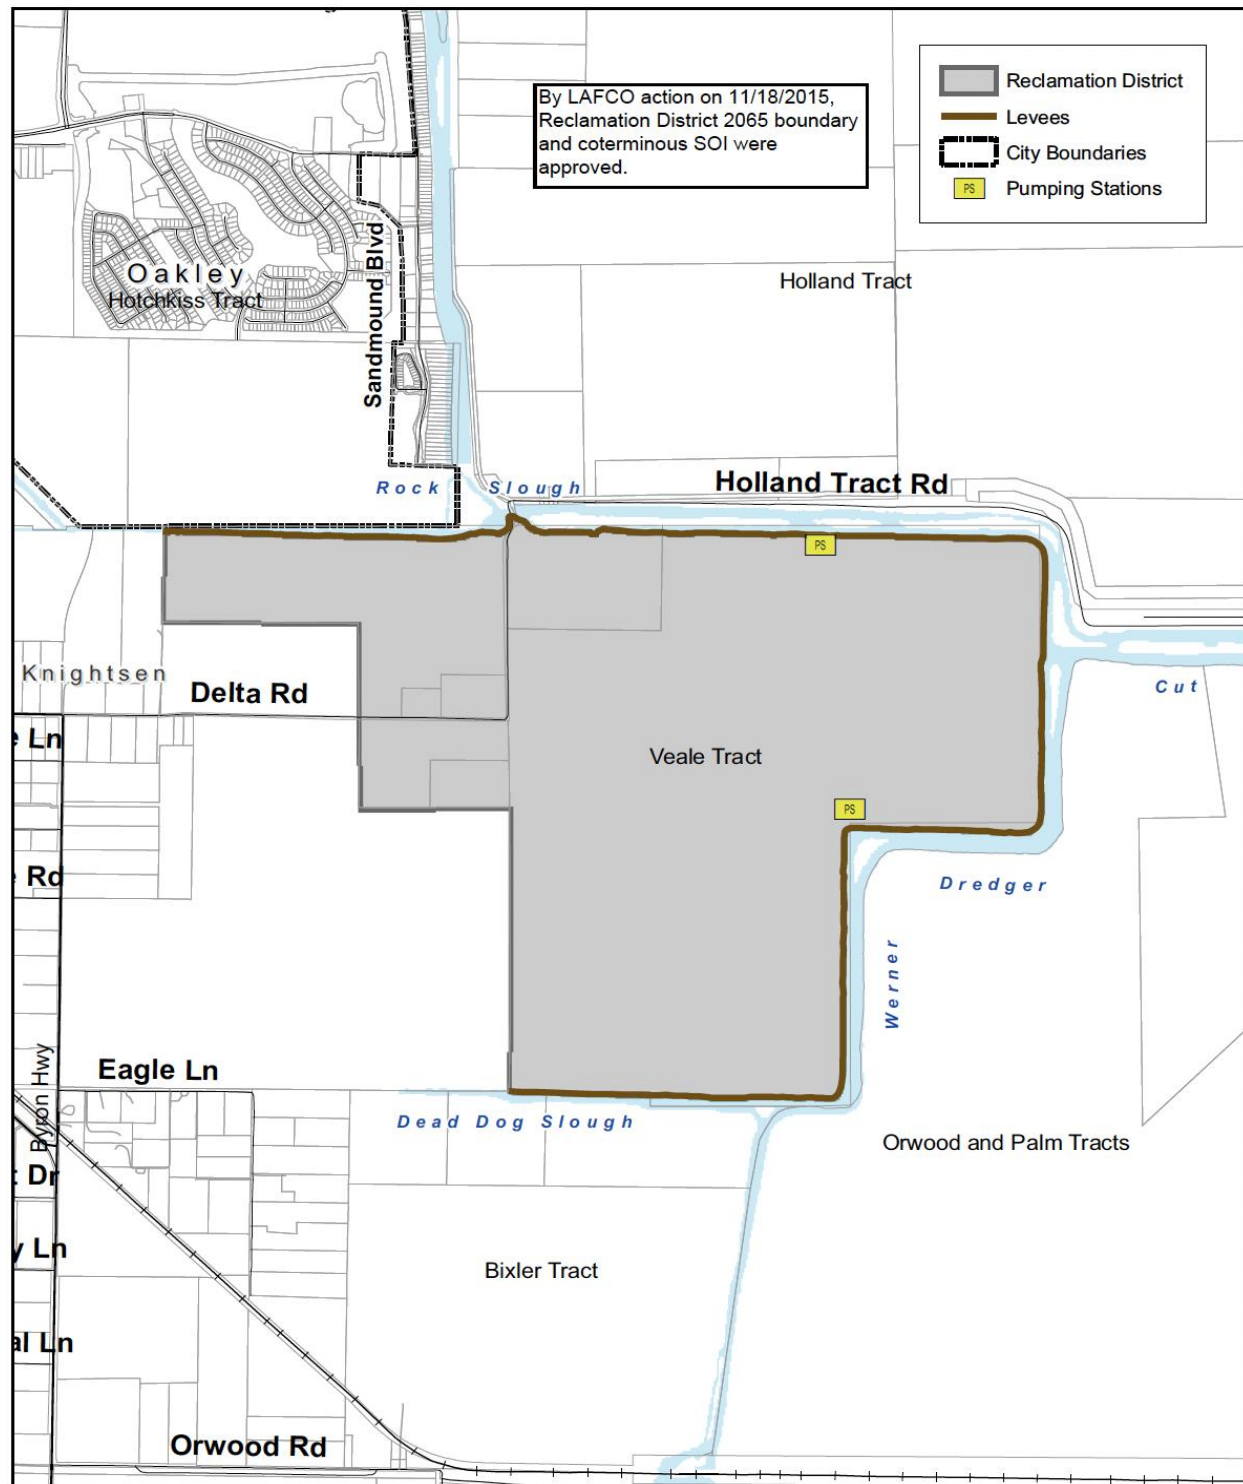 By LAFCO action on 11/18/2015,
Reclamation District 2065 boundary
and coterminous SOI were
approved.
Reclamation District
Levees
City Boundaries
PS
Pumping Stations
Oakley
Hotchkiss Tract
Sandmound Blvd
Holland Tract
Rock Slough
Holland Tract Rd
PS
Knightsen
Delta Rd
Cut
e Ln
Veale Tract
PS
e Rd
Dredger
Werner
Byron Hwy
Eagle Ln
Dead Dog Slough
Orwood and Palm Tracts
t Dr
y Ln
Bixler Tract
al Ln
Orwood Rd